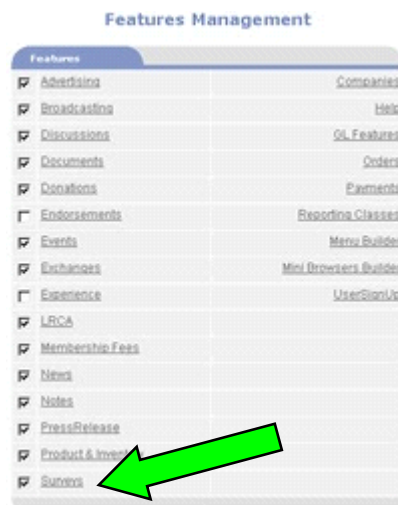 Features Management
Features
Advertising Companies
Broadcasting Help
Discussions GL Features
Documents Orders
Donations Payments
Endorsements Reporting Classes
Events Menu Builder
Exchanges Mini Browsers Builder
Experience UserSignUp
LRCA
Membership Fees
News
Notes
PressRelease
Product &
Surveys